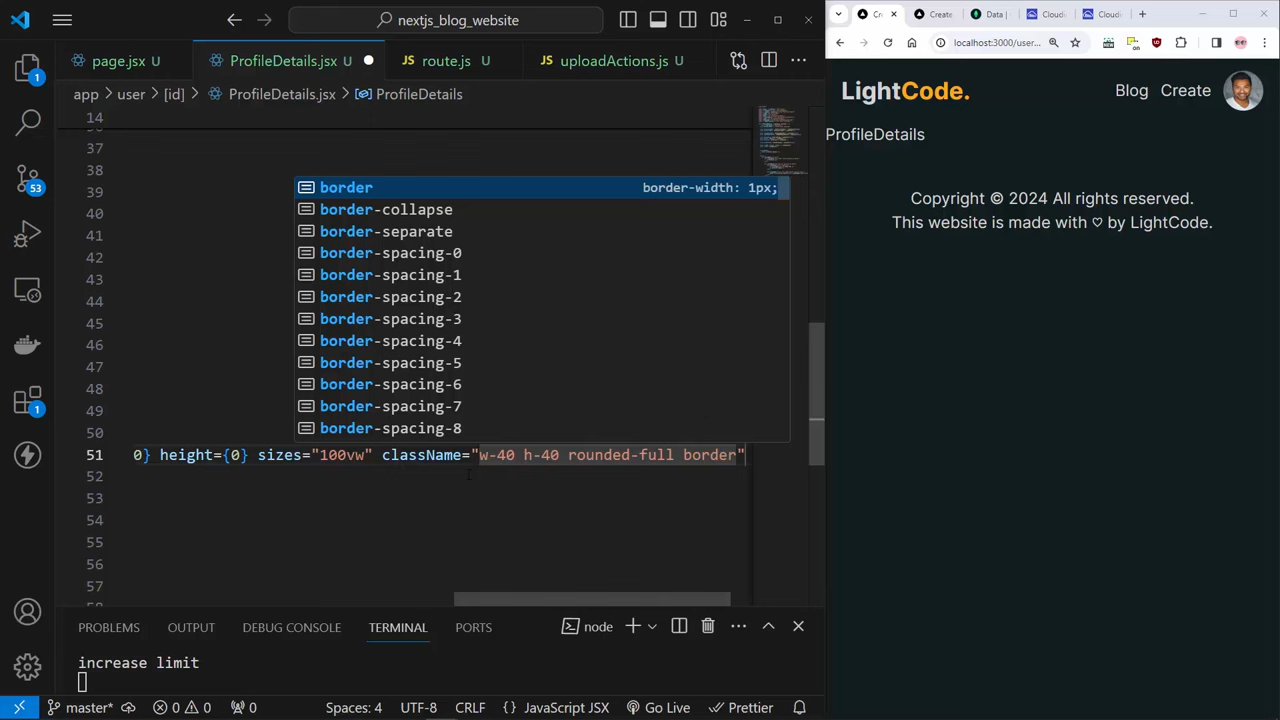 nextjs_blog_website
page.jsx U
ProfileDetails.jsx U
route.js U
uploadActions.js U
app > user > [id] > ProfileDetails.jsx > ProfileDetails
14
37
38
39
40
41
42
43
44
45
46
47
48
49
50
51
52
53
54
55
56
57
border border-width: 1px;
border-collapse
border-separate
border-spacing-0
border-spacing-1
border-spacing-2
border-spacing-3
border-spacing-4
border-spacing-5
border-spacing-6
border-spacing-7
border-spacing-8
0} height={0} sizes="100vw" className="w-40 h-40 rounded-full border"
1
53
1
PROBLEMS OUTPUT DEBUG CONSOLE TERMINAL PORTS
node
increase limit
master* 0 0 0 Spaces: 4 UTF-8 CRLF {} JavaScript JSX Go Live Prettier
Cr Create Data | Cloudi Cloudi
localhost:3000/user...
LightCode.
Blog Create
ProfileDetails
Copyright © 2024 All rights reserved.
This website is made with ♡ by LightCode.